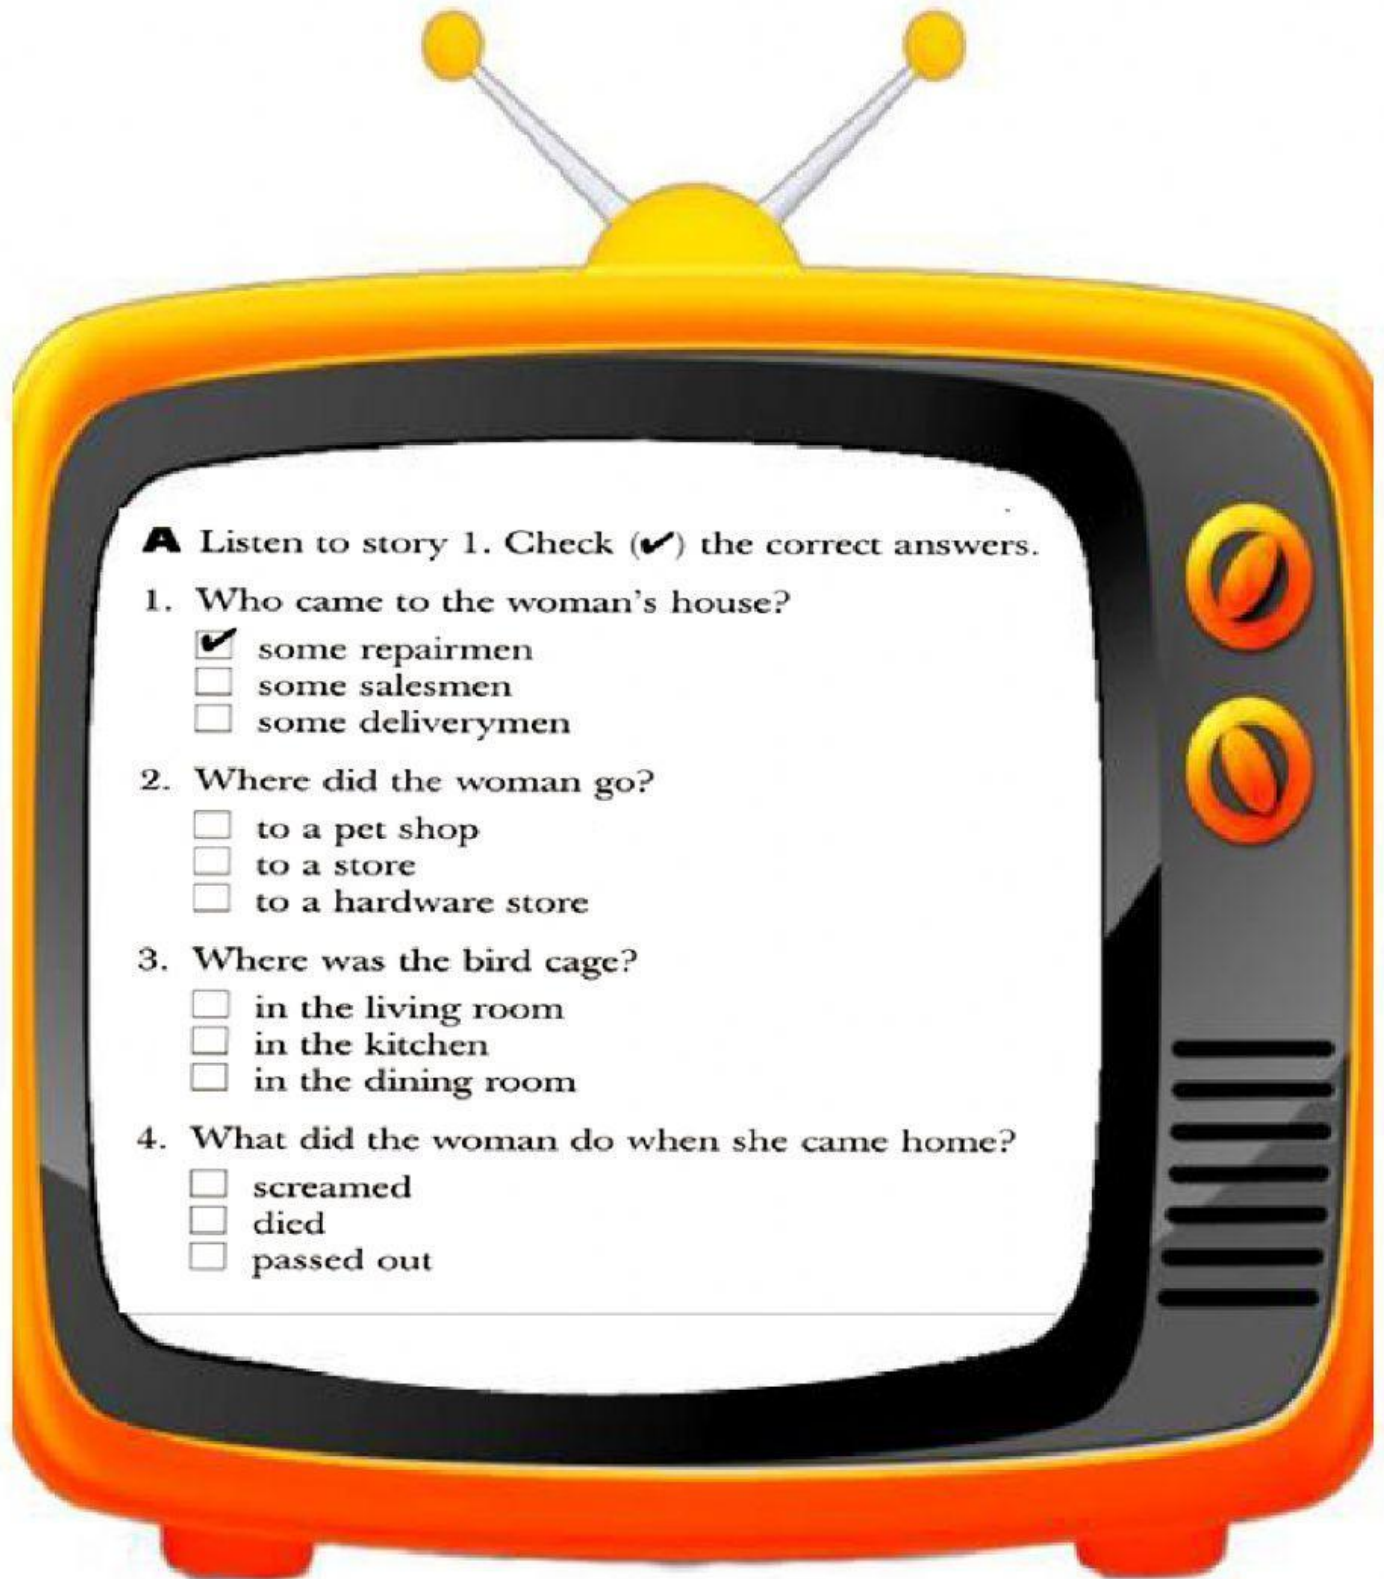 A Listen to story 1. Check (✔) the correct answers.
1. Who came to the woman's house?
✔ some repairmen
☐ some salesmen
☐ some deliverymen
2. Where did the woman go?
☐ to a pet shop
☐ to a store
☐ to a hardware store
3. Where was the bird cage?
☐ in the living room
☐ in the kitchen
☐ in the dining room
4. What did the woman do when she came home?
☐ screamed
☐ died
☐ passed out